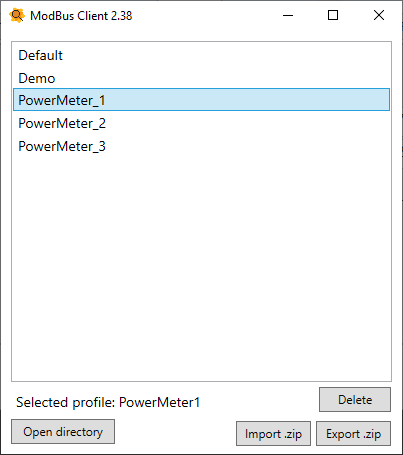 ModBus Client 2.38
Default
Demo
PowerMeter_1
PowerMeter_2
PowerMeter_3
Selected profile: PowerMeter1
Delete
Open directory
Import .zip
Export .zip